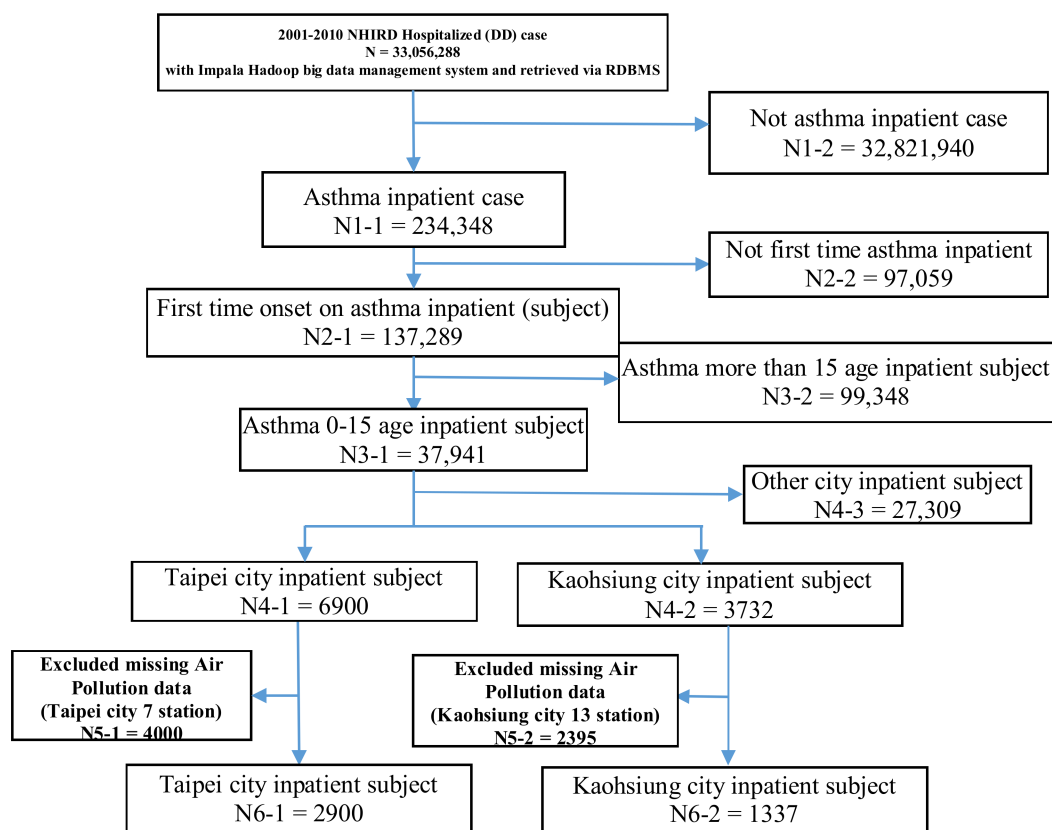 2001-2010 NHIRD Hospitalized (DD) case
N = 33,056,288
with Impala Hadoop big data management system and retrieved via RDBMS
Not asthma inpatient case
N1-2 = 32,821,940
Asthma inpatient case
N1-1 = 234,348
Not first time asthma inpatient
N2-2 = 97,059
First time onset on asthma inpatient (subject)
N2-1 = 137,289
Asthma more than 15 age inpatient subject
N3-2 = 99,348
Asthma 0-15 age inpatient subject
N3-1 = 37,941
Other city inpatient subject
N4-3 = 27,309
Taipei city inpatient subject
N4-1 = 6900
Kaohsiung city inpatient subject
N4-2 = 3732
Excluded missing Air
Pollution data
(Taipei city 7 station)
N5-1 = 4000
Excluded missing Air
Pollution data
(Kaohsiung city 13 station)
N5-2 = 2395
Taipei city inpatient subject
N6-1 = 2900
Kaohsiung city inpatient subject
N6-2 = 1337